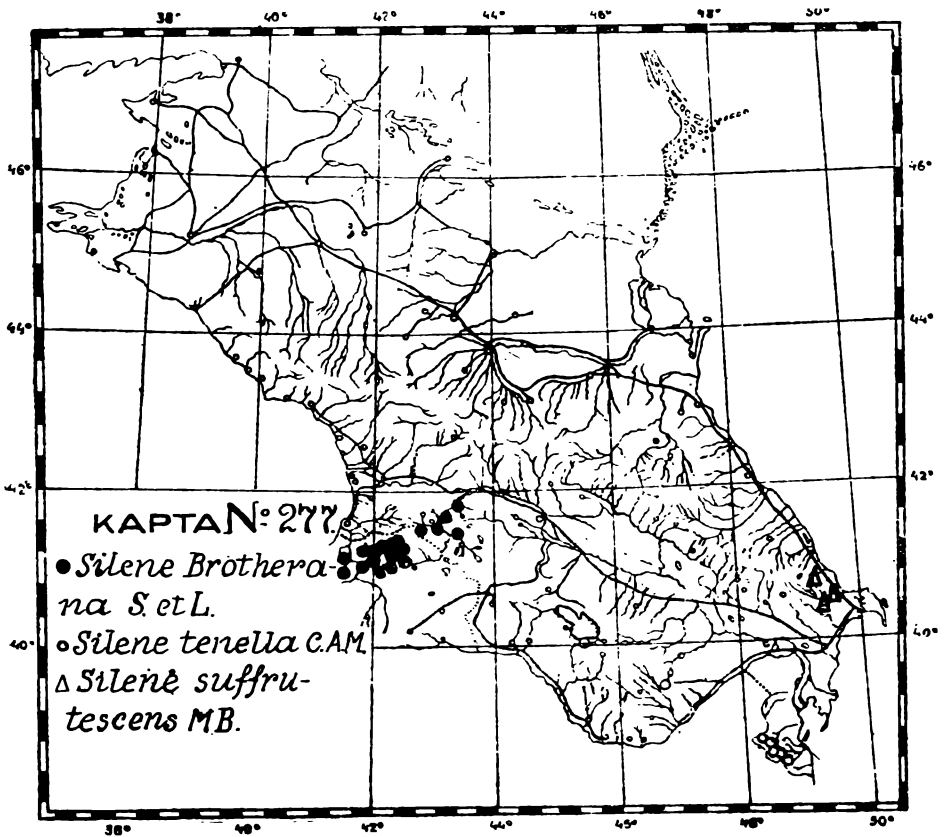 38° 40° 42° 44° 46° 48° 50°
46° 46°
44° 44°
42° 42°
КАРТА № 277.
● Silene Brothera-
na S. et L.
40° ○ Silene tenella C.A.M. 40°
△ Silene suffru-
tescens M.B.
38° 40° 42° 44° 46° 48° 50°